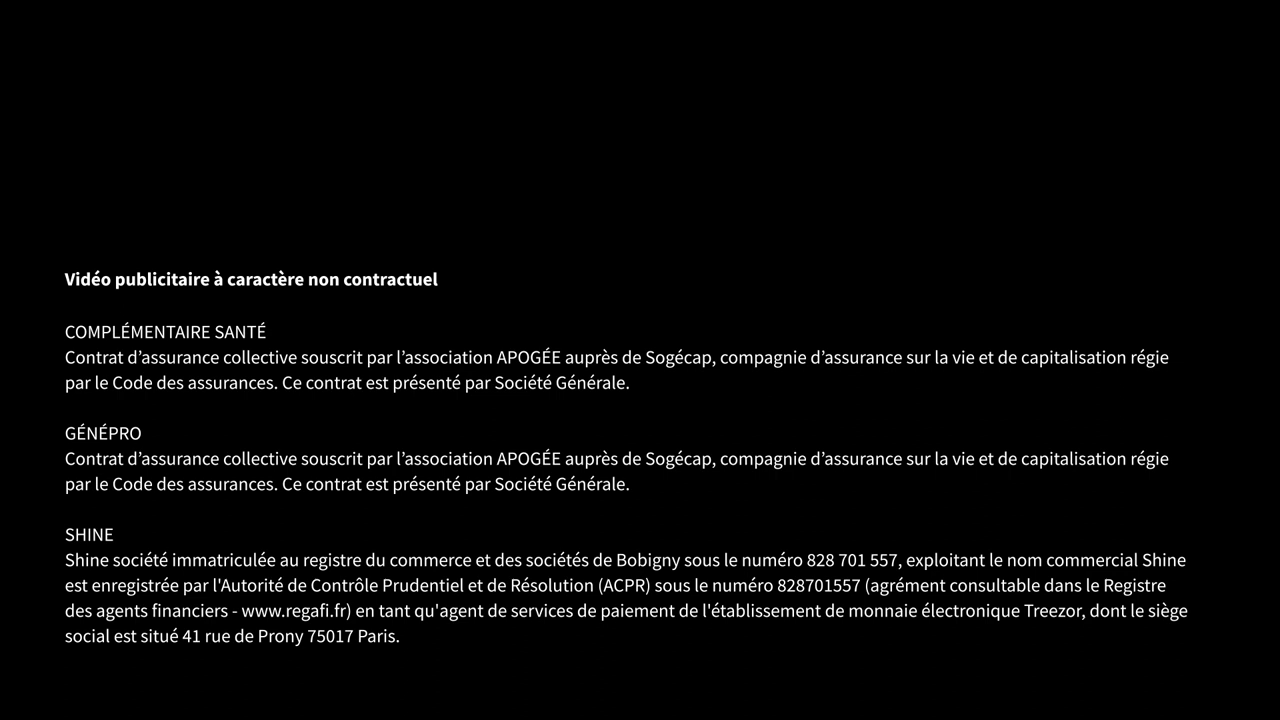 Vidéo publicitaire à caractère non contractuel
COMPLÉMENTAIRE SANTÉ
Contrat d’assurance collective souscrit par l’association APOGÉE auprès de Sogécap, compagnie d’assurance sur la vie et de capitalisation régie
par le Code des assurances. Ce contrat est présenté par Société Générale.
GÉNÉPRO
Contrat d’assurance collective souscrit par l’association APOGÉE auprès de Sogécap, compagnie d’assurance sur la vie et de capitalisation régie
par le Code des assurances. Ce contrat est présenté par Société Générale.
SHINE
Shine société immatriculée au registre du commerce et des sociétés de Bobigny sous le numéro 828 701 557, exploitant le nom commercial Shine
est enregistrée par l'Autorité de Contrôle Prudentiel et de Résolution (ACPR) sous le numéro 828701557 (agrément consultable dans le Registre
des agents financiers - www.regafi.fr) en tant qu'agent de services de paiement de l'établissement de monnaie électronique Treezor, dont le siège
social est situé 41 rue de Prony 75017 Paris.